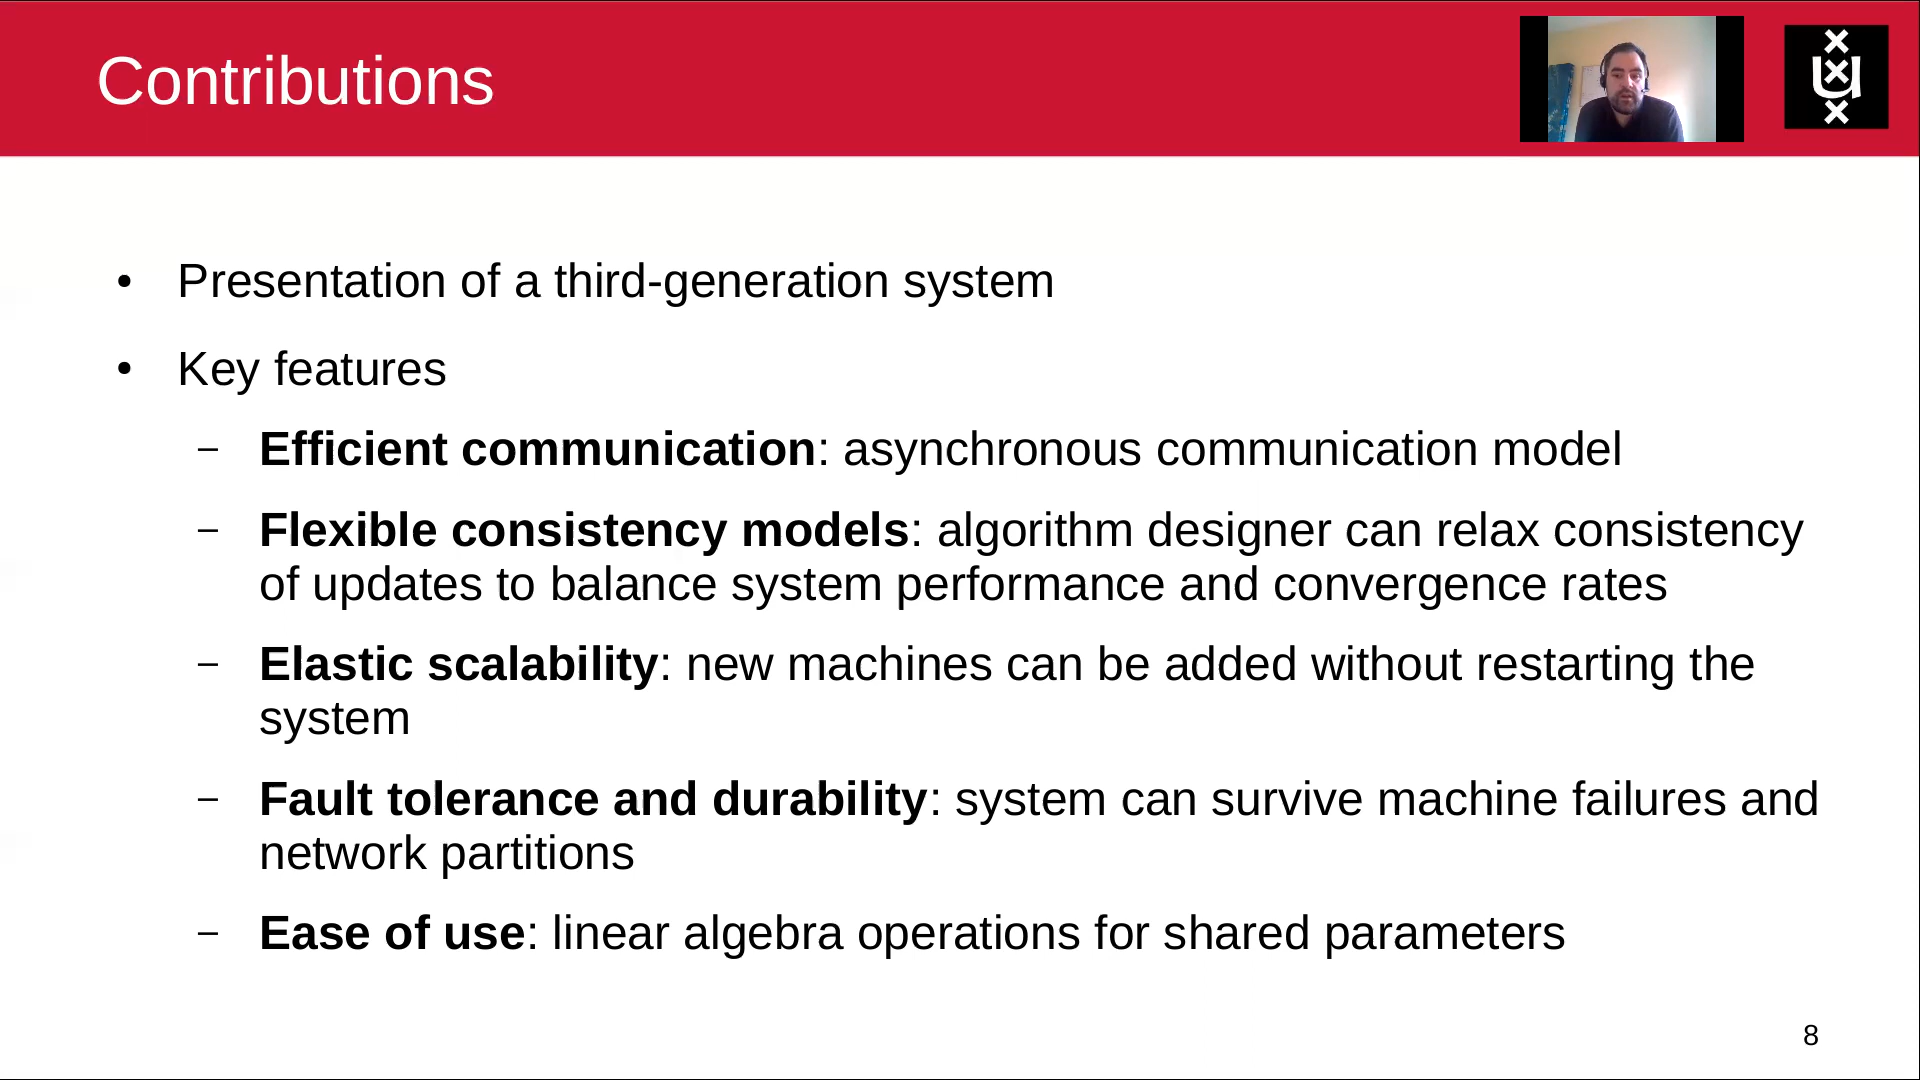 Contributions
• Presentation of a third-generation system
• Key features
– Efficient communication: asynchronous communication model
– Flexible consistency models: algorithm designer can relax consistency
of updates to balance system performance and convergence rates
– Elastic scalability: new machines can be added without restarting the
system
– Fault tolerance and durability: system can survive machine failures and
network partitions
– Ease of use: linear algebra operations for shared parameters
8